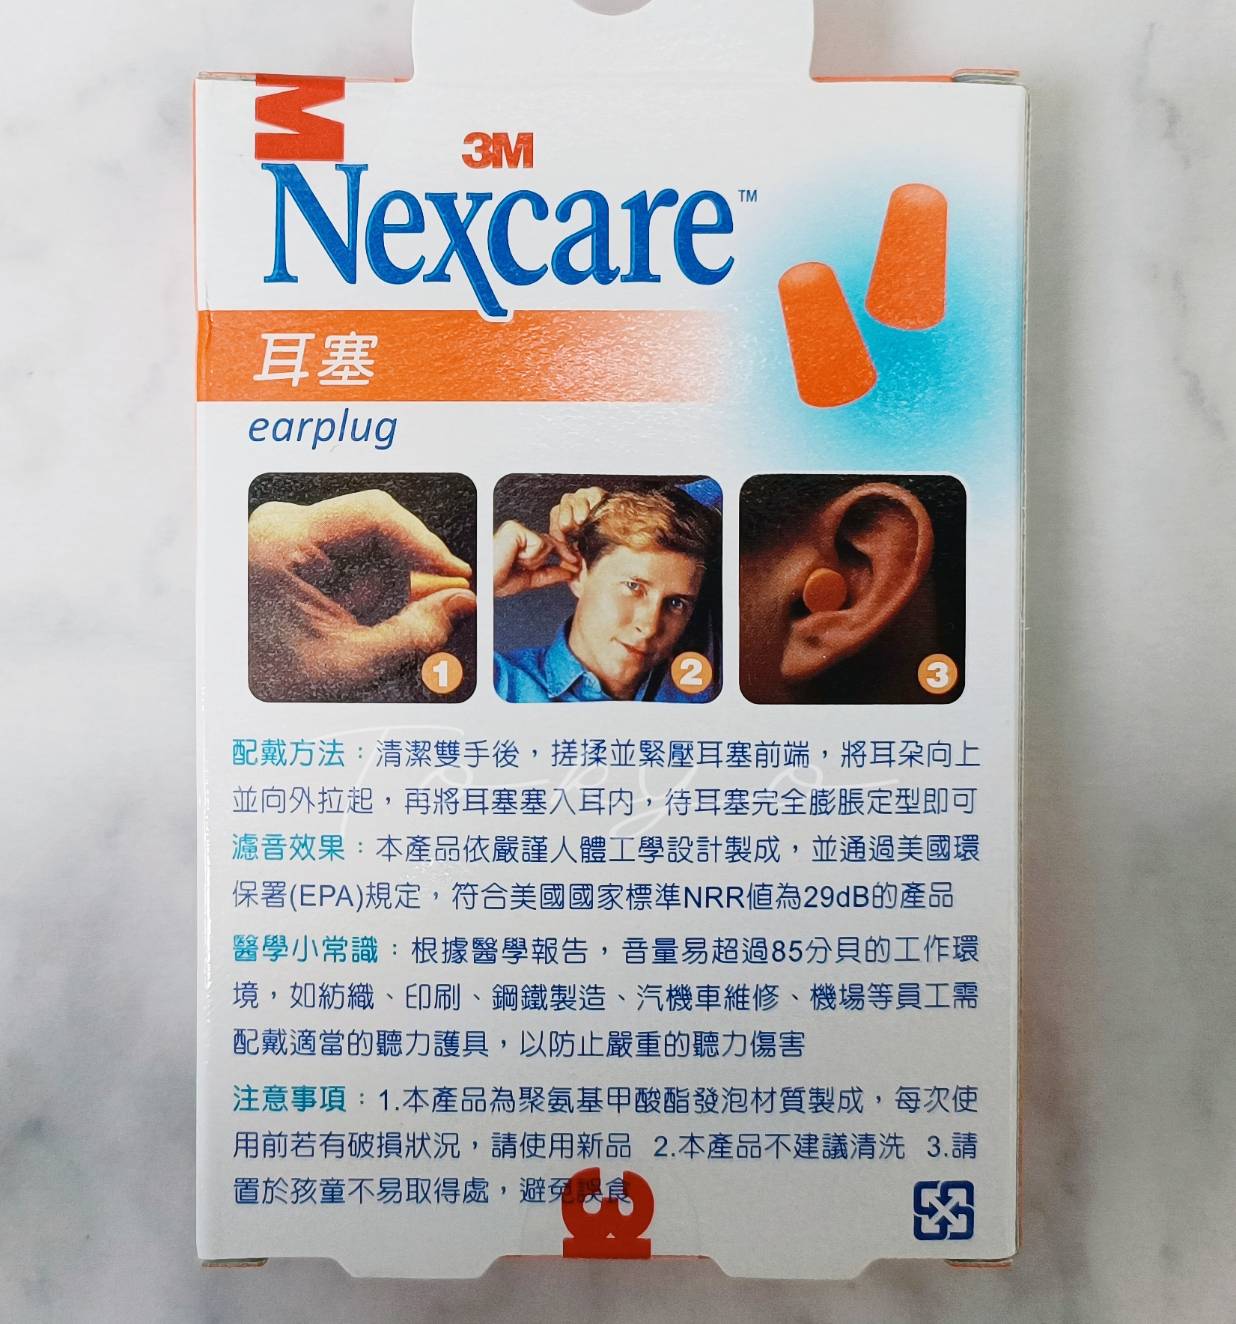 3M
Nexcare™
耳塞
earplug
1
2
3
配戴方法：清潔雙手後，搓揉並緊壓耳塞前端，將耳朵向上
並向外拉起，再將耳塞塞入耳內，待耳塞完全膨脹定型即可
濾音效果：本產品依嚴謹人體工學設計製成，並通過美國環
保署(EPA)規定，符合美國國家標準NRR值為29dB的產品
醫學小常識：根據醫學報告，音量易超過85分貝的工作環
境，如紡織、印刷、鋼鐵製造、汽機車維修、機場等員工需
配戴適當的聽力護具，以防止嚴重的聽力傷害
注意事項：1.本產品為聚氨基甲酸酯發泡材質製成，每次使
用前若有破損狀況，請使用新品 2.本產品不建議清洗 3.請
置於孩童不易取得處，避免誤食
Tokyo